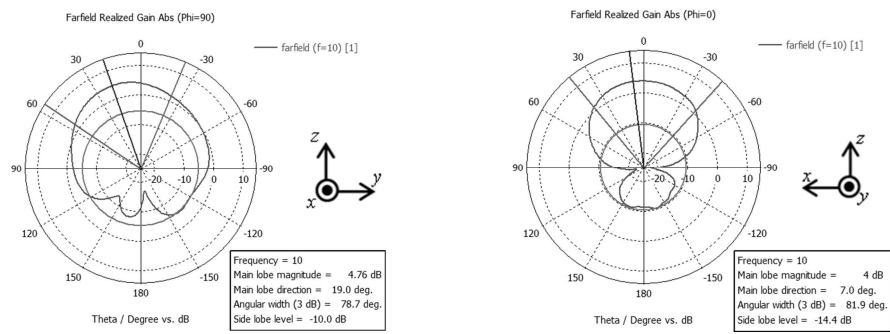 Farfield Realized Gain Abs (Phi=90)
0
30 -30
farfield (f=10) [1]
60 -60
90 -20 -10 0 10 -90
120 -120
150 -150
180
Theta / Degree vs. dB
z
y
x
Frequency = 10
Main lobe magnitude = 4.76 dB
Main lobe direction = 19.0 deg.
Angular width (3 dB) = 78.7 deg.
Side lobe level = -10.0 dB
Farfield Realized Gain Abs (Phi=0)
0
30 -30
farfield (f=10) [1]
60 -60
90 -20 -10 0 10 -90
120 -120
150 -150
180
Theta / Degree vs. dB
z
x
y
Frequency = 10
Main lobe magnitude = 4 dB
Main lobe direction = 7.0 deg.
Angular width (3 dB) = 81.9 deg.
Side lobe level = -14.4 dB